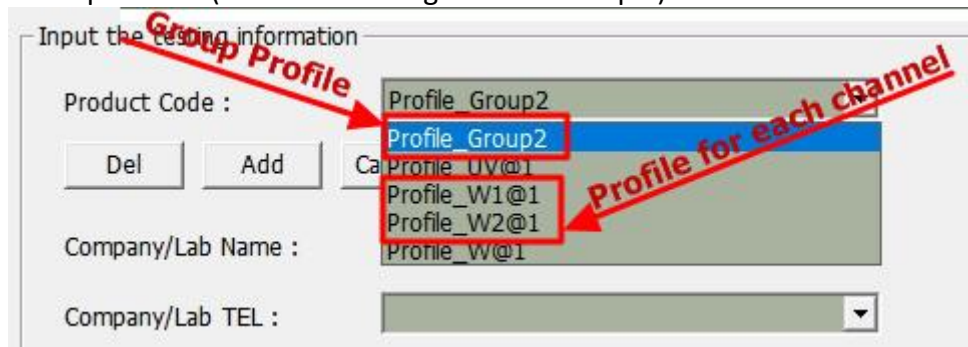 Input the testing information
Group Profile
Product Code : Profile_Group2
Profile_Group2
Del Add Ca Profile_UV@1
Profile_W1@1
Profile for each channel
Profile_W2@1
Company/Lab Name : Profile_W@1
Company/Lab TEL :